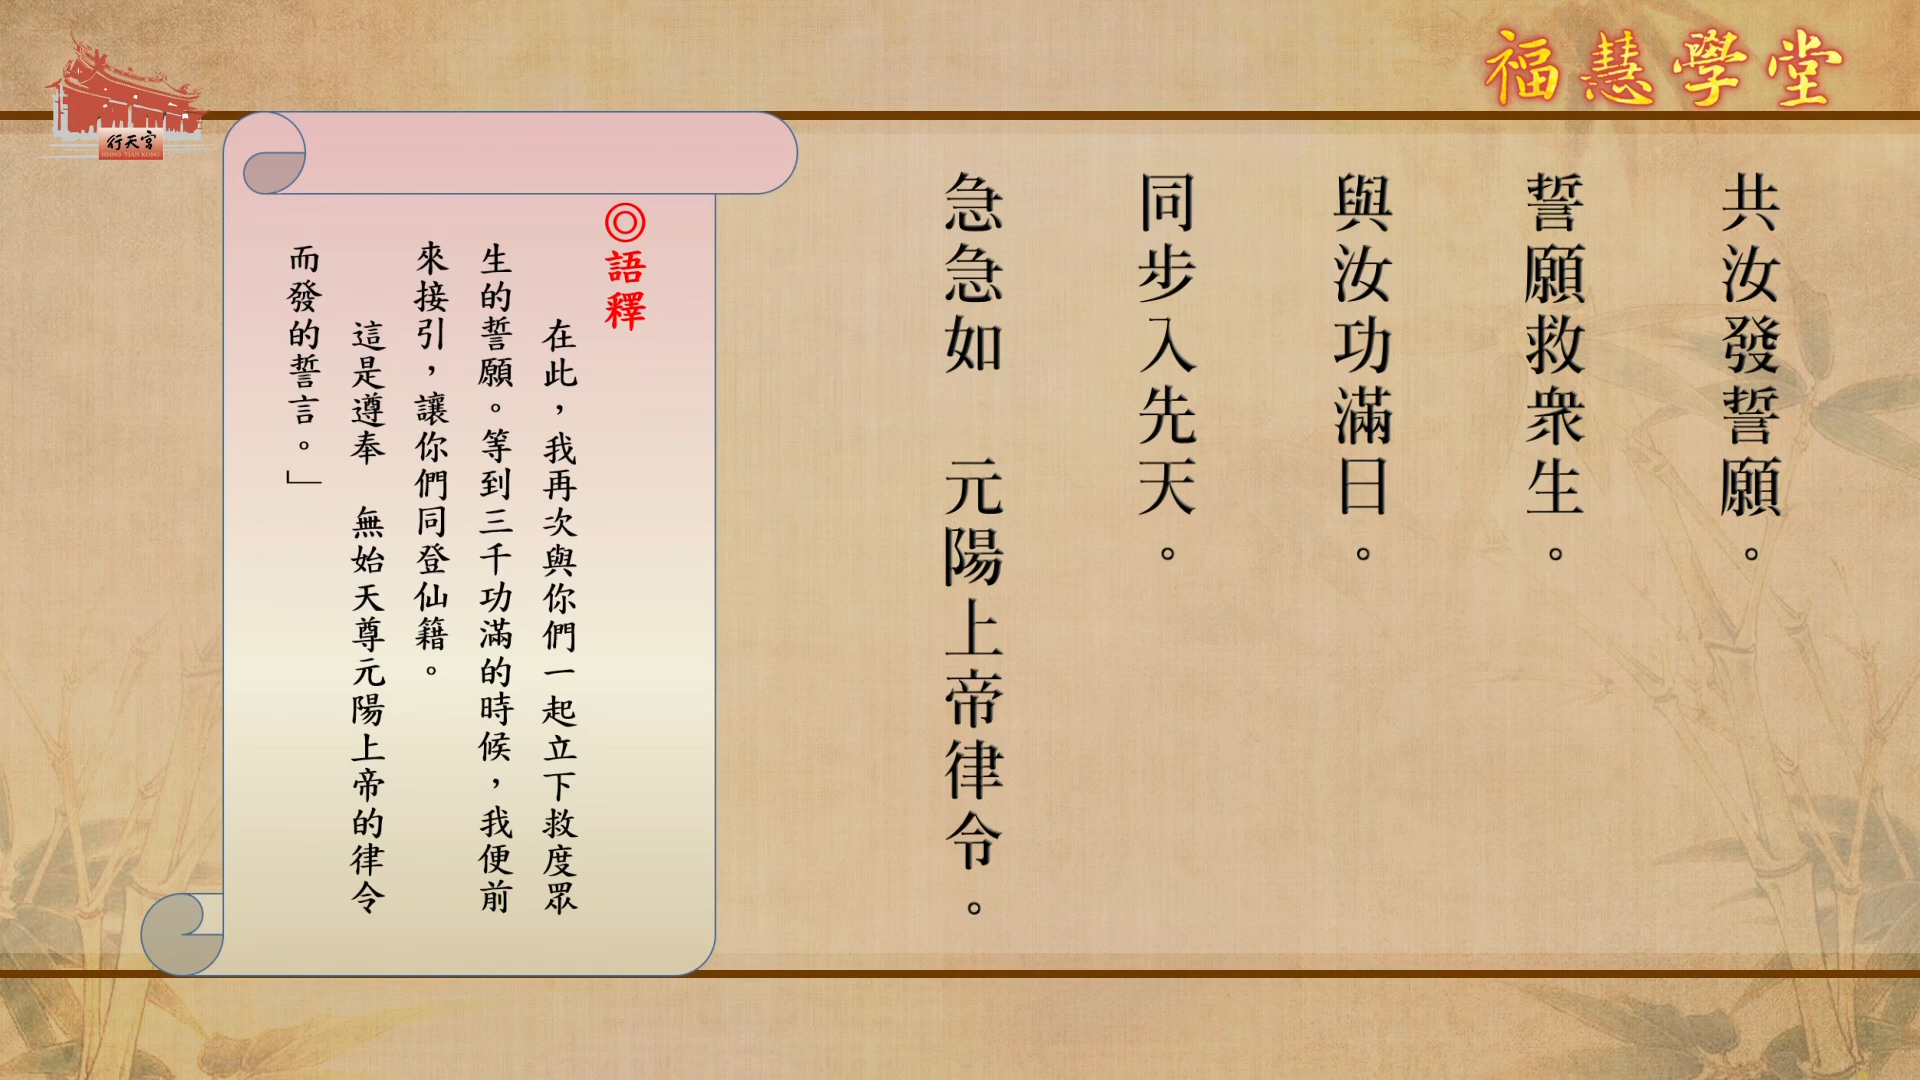 福慧學堂
行天宮
HSING TIAN KONG
共汝發誓願。
誓願救衆生。
與汝功滿日。
同步入先天。
急急如　元陽上帝律令。
◎語釋
在此，我再次與你們一起立下救度眾
生的誓願。等到三千功滿的時候，我便前
來接引，讓你們同登仙籍。
這是遵奉　無始天尊元陽上帝的律令
而發的誓言。」